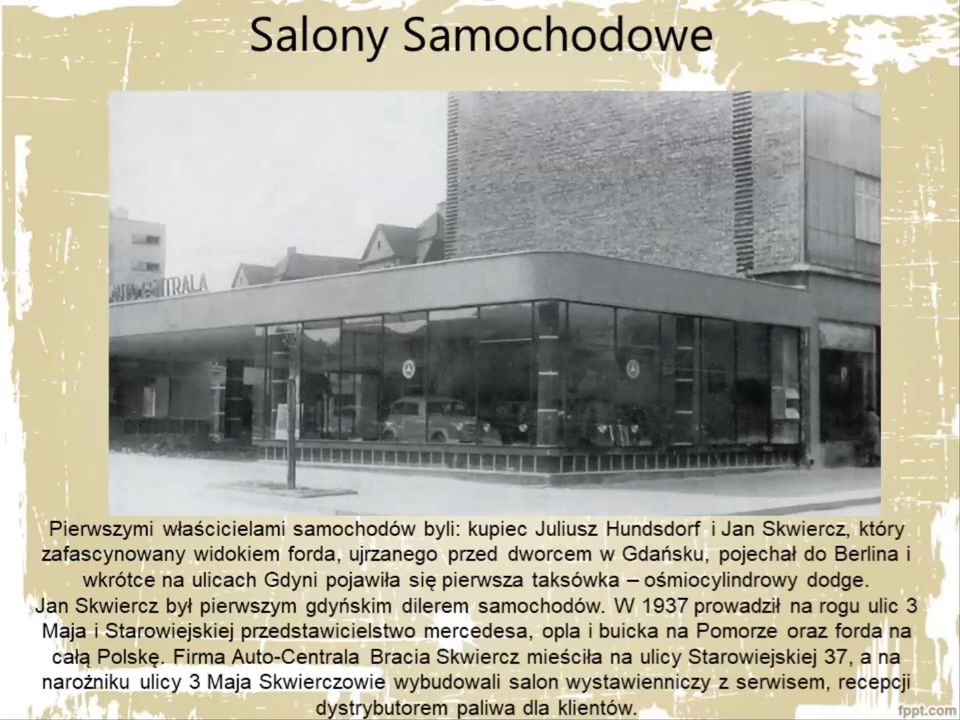 Salony Samochodowe
CENTRALA
Pierwszymi właścicielami samochodów byli: kupiec Juliusz Hundsdorf i Jan Skwiercz, który
zafascynowany widokiem forda, ujrzanego przed dworcem w Gdańsku, pojechał do Berlina i
wkrótce na ulicach Gdyni pojawiła się pierwsza taksówka – ośmiocylindrowy dodge.
Jan Skwiercz był pierwszym gdyńskim dilerem samochodów. W 1937 prowadził na rogu ulic 3
Maja i Starowiejskiej przedstawicielstwo mercedesa, opla i buicka na Pomorze oraz forda na
całą Polskę. Firma Auto-Centrala Bracia Skwiercz mieściła na ulicy Starowiejskiej 37, a na
narożniku ulicy 3 Maja Skwierczowie wybudowali salon wystawienniczy z serwisem, recepcji
dystrybutorem paliwa dla klientów.
fppt.com